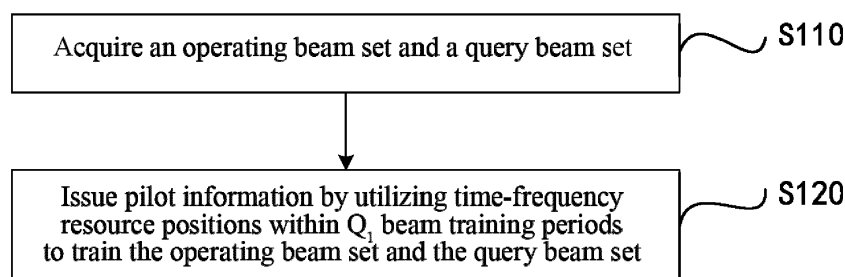 Acquire an operating beam set and a query beam set
S110
Issue pilot information by utilizing time-frequency
resource positions within Q₁ beam training periods
to train the operating beam set and the query beam set
S120